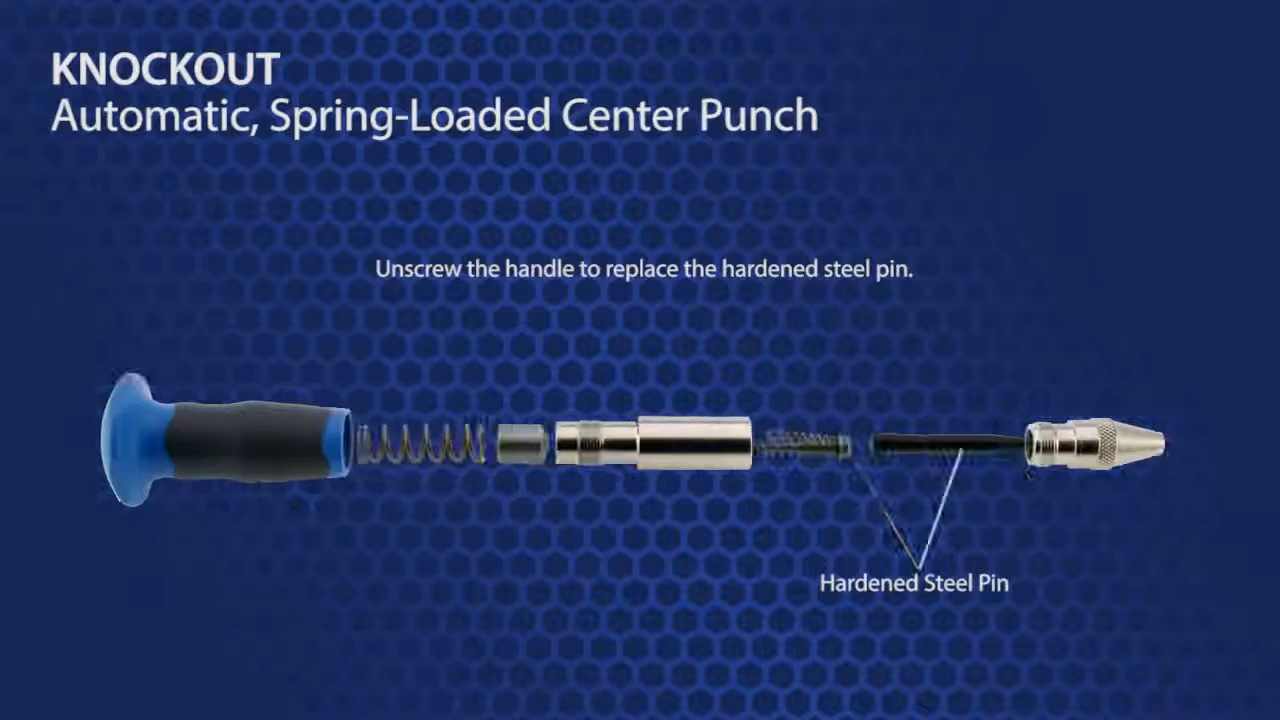 KNOCKOUT
Automatic, Spring-Loaded Center Punch
Unscrew the handle to replace the hardened steel pin.
Hardened Steel Pin